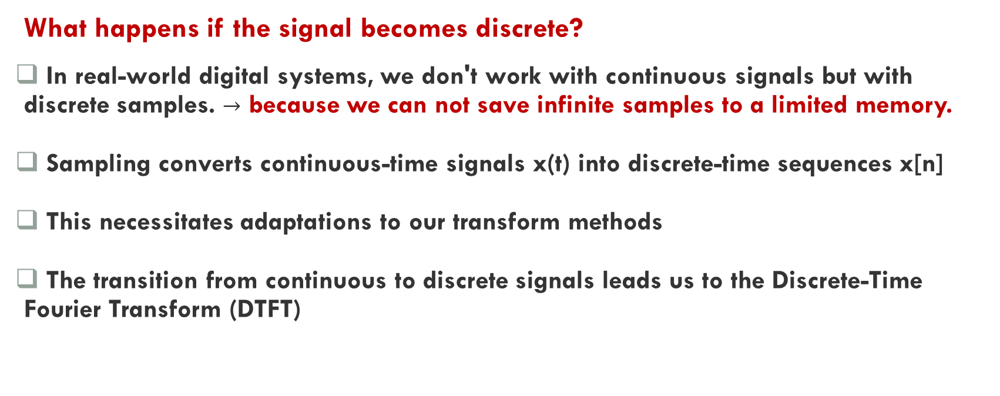 What happens if the signal becomes discrete?
❑ In real-world digital systems, we don't work with continuous signals but with
discrete samples. → because we can not save infinite samples to a limited memory.
❑ Sampling converts continuous-time signals x(t) into discrete-time sequences x[n]
❑ This necessitates adaptations to our transform methods
❑ The transition from continuous to discrete signals leads us to the Discrete-Time
Fourier Transform (DTFT)